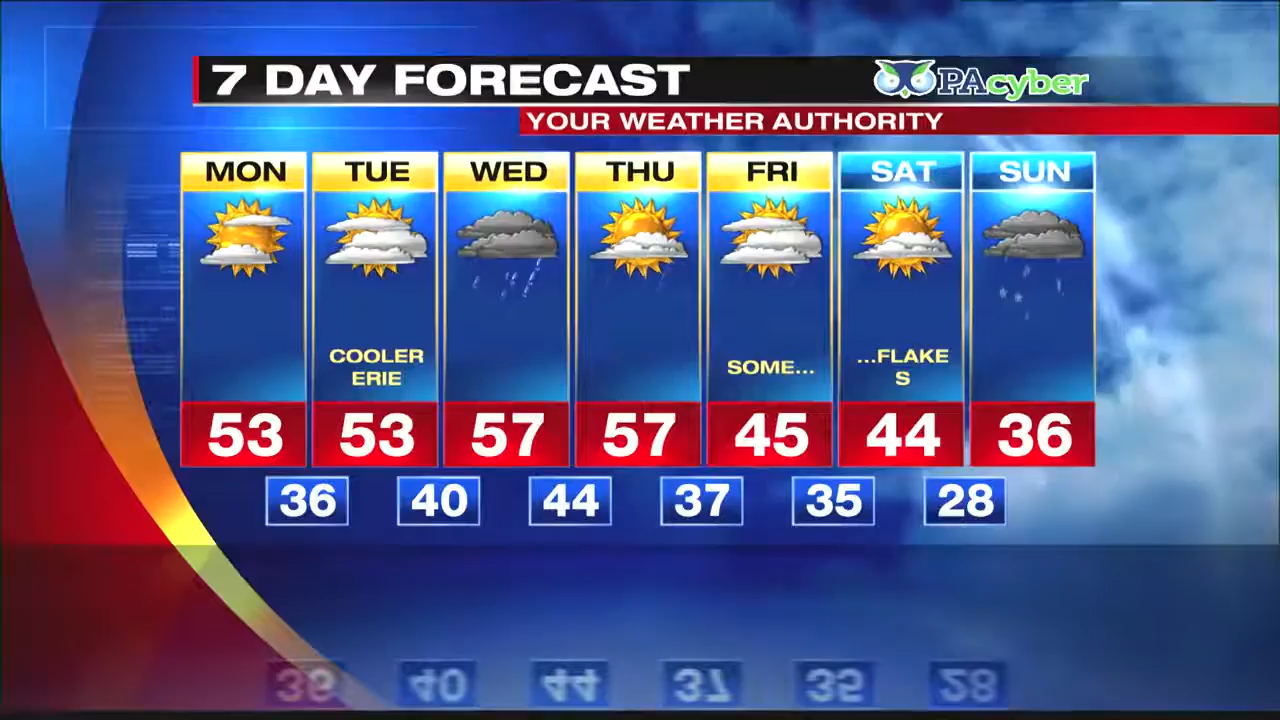 7 DAY FORECAST
PAcyber
YOUR WEATHER AUTHORITY
MON TUE WED THU FRI SAT SUN
COOLER
ERIE
SOME...
...FLAKE
S
53 53 57 57 45 44 36
36 40 44 37 35 28